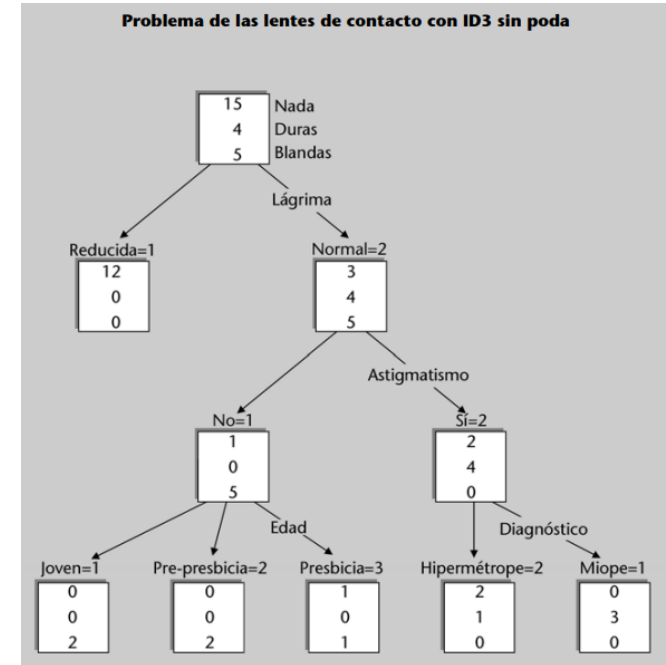 Problema de las lentes de contacto con ID3 sin poda
15 Nada
4 Duras
5 Blandas
Lágrima
Reducida=1
12
0
0
Normal=2
3
4
5
Astigmatismo
No=1
1
0
5
Sí=2
2
4
0
Edad
Diagnóstico
Joven=1
0
0
2
Pre-presbicia=2
0
0
2
Presbicia=3
1
0
1
Hipermétrope=2
2
1
0
Miope=1
0
3
0